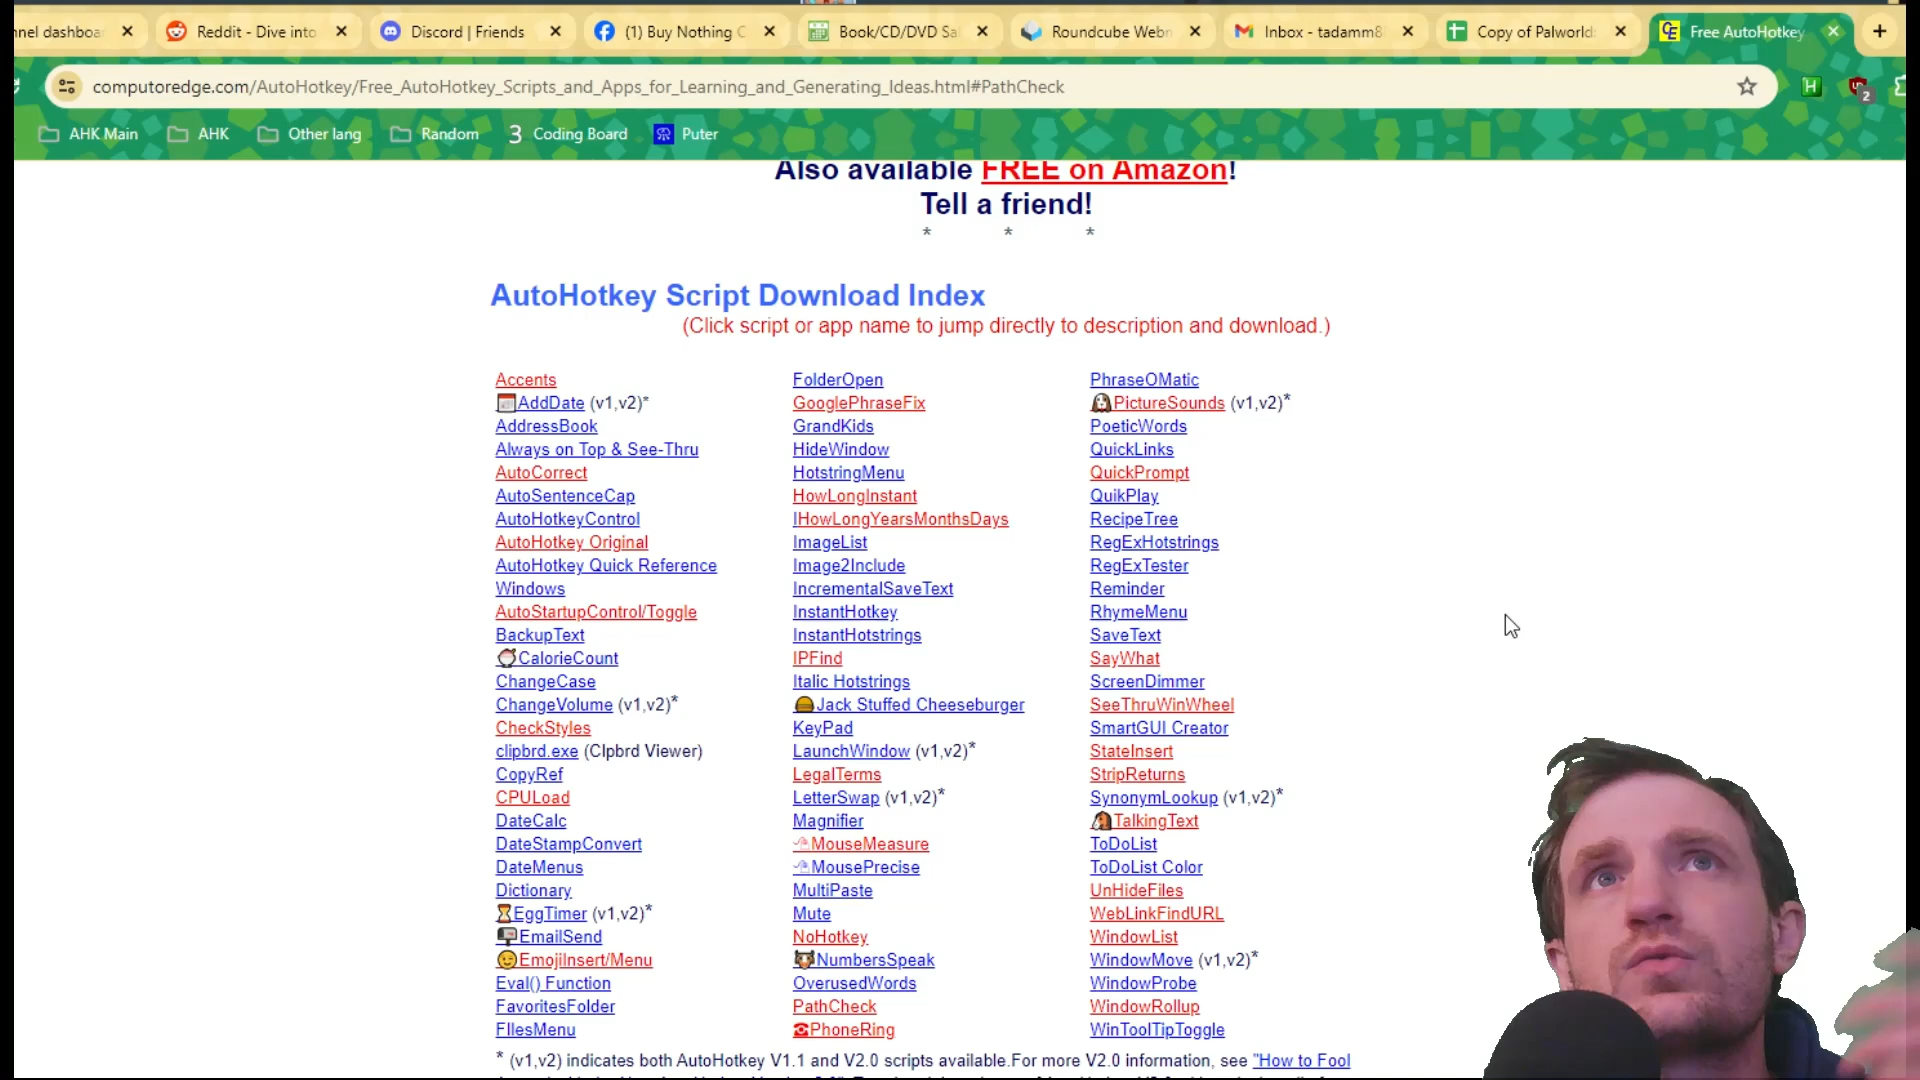 nnel dashboa
Reddit - Dive into
Discord | Friends
(1) Buy Nothing C
Book/CD/DVD Sa
Roundcube Webm
Inbox - tadamm8
Copy of Palworld
Free AutoHotkey
computoredge.com/AutoHotkey/Free_AutoHotkey_Scripts_and_Apps_for_Learning_and_Generating_Ideas.html#PathCheck
H
2
AHK Main
AHK
Other lang
Random
3 Coding Board
Puter
Also available FREE on Amazon!
Tell a friend!
* * *
AutoHotkey Script Download Index
(Click script or app name to jump directly to description and download.)
Accents
AddDate (v1,v2)*
AddressBook
Always on Top & See-Thru
AutoCorrect
AutoSentenceCap
AutoHotkeyControl
AutoHotkey Original
AutoHotkey Quick Reference
Windows
AutoStartupControl/Toggle
BackupText
CalorieCount
ChangeCase
ChangeVolume (v1,v2)*
CheckStyles
clipbrd.exe (Clpbrd Viewer)
CopyRef
CPULoad
DateCalc
DateStampConvert
DateMenus
Dictionary
EggTimer (v1,v2)*
EmailSend
EmojiInsert/Menu
Eval() Function
FavoritesFolder
FIlesMenu
FolderOpen
GooglePhraseFix
GrandKids
HideWindow
HotstringMenu
HowLongInstant
IHowLongYearsMonthsDays
ImageList
Image2Include
IncrementalSaveText
InstantHotkey
InstantHotstrings
IPFind
Italic Hotstrings
Jack Stuffed Cheeseburger
KeyPad
LaunchWindow (v1,v2)*
LegalTerms
LetterSwap (v1,v2)*
Magnifier
MouseMeasure
MousePrecise
MultiPaste
Mute
NoHotkey
NumbersSpeak
OverusedWords
PathCheck
PhoneRing
PhraseOMatic
PictureSounds (v1,v2)*
PoeticWords
QuickLinks
QuickPrompt
QuikPlay
RecipeTree
RegExHotstrings
RegExTester
Reminder
RhymeMenu
SaveText
SayWhat
ScreenDimmer
SeeThruWinWheel
SmartGUI Creator
StateInsert
StripReturns
SynonymLookup (v1,v2)*
TalkingText
ToDoList
ToDoList Color
UnHideFiles
WebLinkFindURL
WindowList
WindowMove (v1,v2)*
WindowProbe
WindowRollup
WinToolTipToggle
* (v1,v2) indicates both AutoHotkey V1.1 and V2.0 scripts available.For more V2.0 information, see "How to Fool